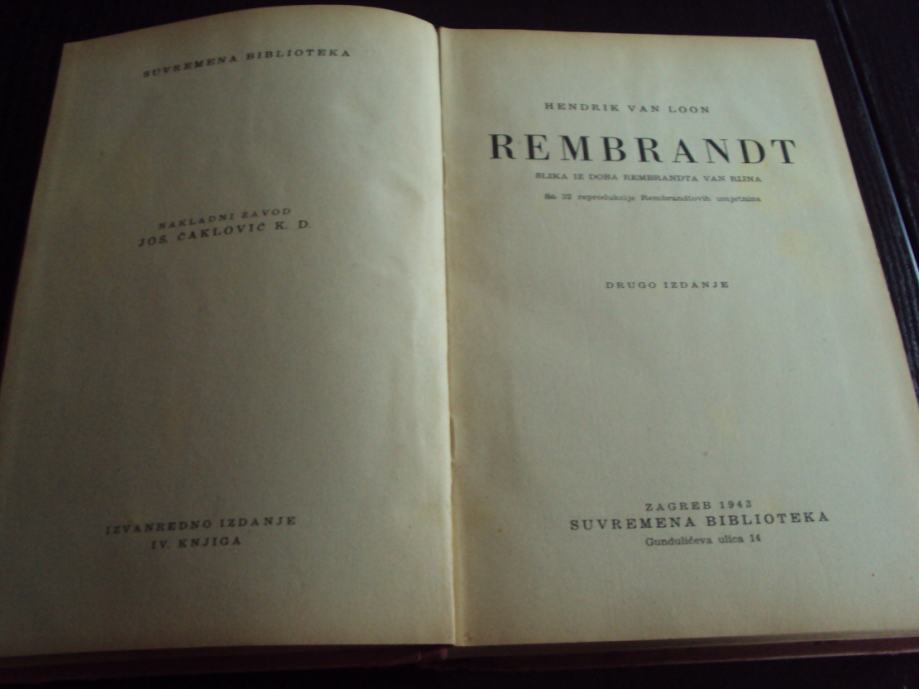 SUVREMENA BIBLIOTEKA
NAKLADNI ZAVOD
JOS. ČAKLOVIĆ K. D.
IZVANREDNO IZDANJE
IV. KNJIGA
HENDRIK VAN LOON
REMBRANDT
SLIKA IZ DOBA REMBRANDTA VAN RIJNA
Sa 32 reprodukcije Rembrandtovih umjetnina
DRUGO IZDANJE
ZAGREB 1943
SUVREMENA BIBLIOTEKA
Gundulićeva ulica 14